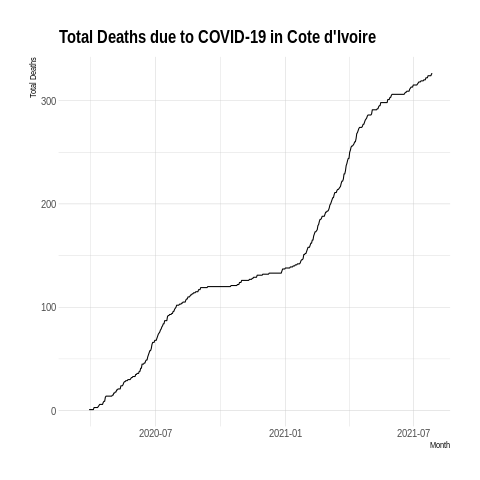 Total Deaths due to COVID-19 in Cote d'Ivoire
Total Deaths
300
200
100
0
2020-07
2021-01
2021-07
Month